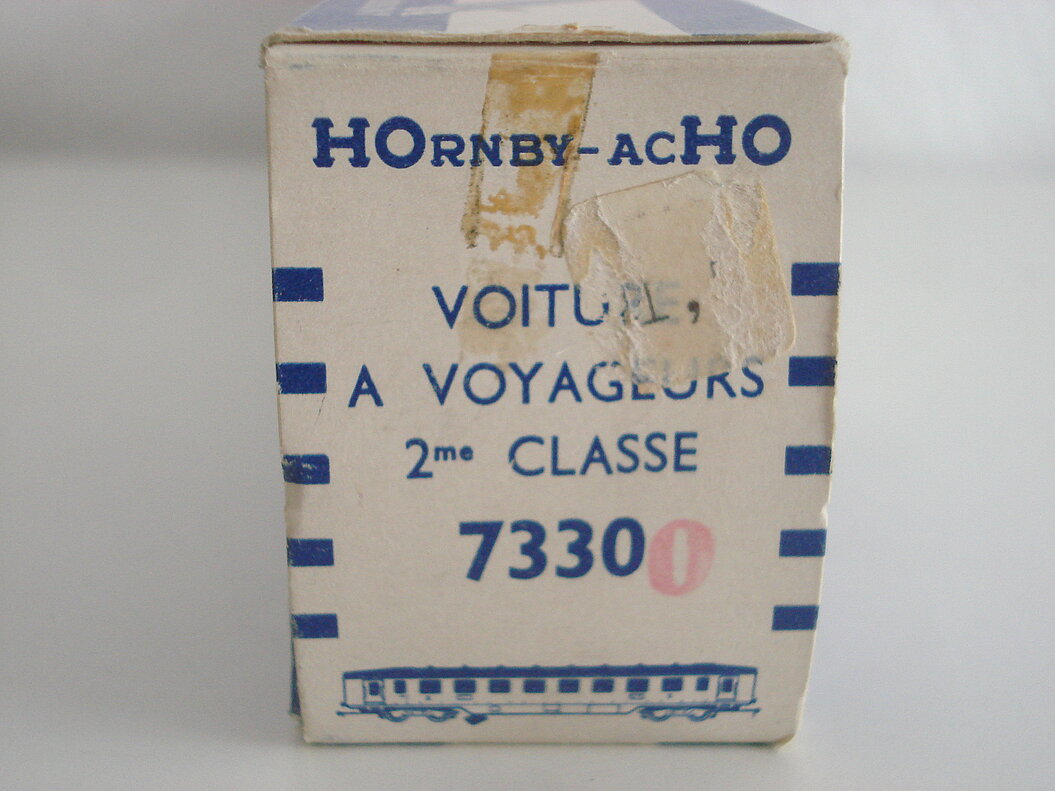 HORNBY-ACHO
VOITURE,
A VOYAGEURS
2me CLASSE
73300